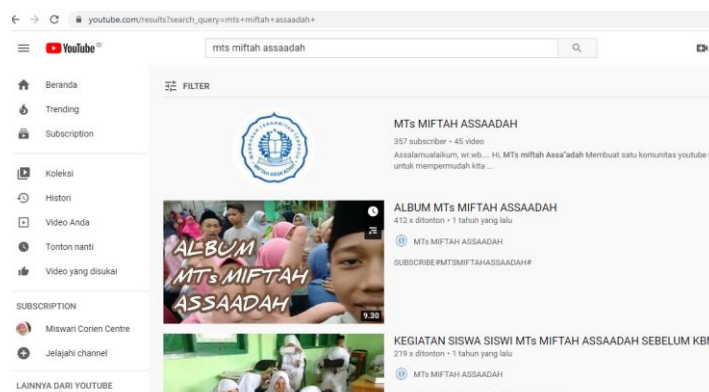 youtube.com/results?search_query=mts+miftah+assaadah+
YouTube ID
mts miftah assaadah
Beranda
Trending
Subscription
Koleksi
Histori
Video Anda
Tonton nanti
Video yang disukai
SUBSCRIPTION
Miswari Corien Centre
Jelajahi channel
LAINNYA DARI YOUTUBE
FILTER
MTs MIFTAH ASSAADAH
357 subscriber • 45 video
Assalamualaikum, wr.wb.... Hi, MTs miftah Assa"adah Membuat satu komunitas youtube
untuk mempermudah kita ...
ALBUM
MTs MIFTAH
ASSAADAH
9.30
ALBUM MTs MIFTAH ASSAADAH
412 x ditonton • 1 tahun yang lalu
MTs MIFTAH ASSAADAH
SUBSCRIBE#MTSMIFTAHASSAADAH#
KEGIATAN SISWA SISWI MTs MIFTAH ASSAADAH SEBELUM KBM
219 x ditonton • 1 tahun yang lalu
MTs MIFTAH ASSAADAH